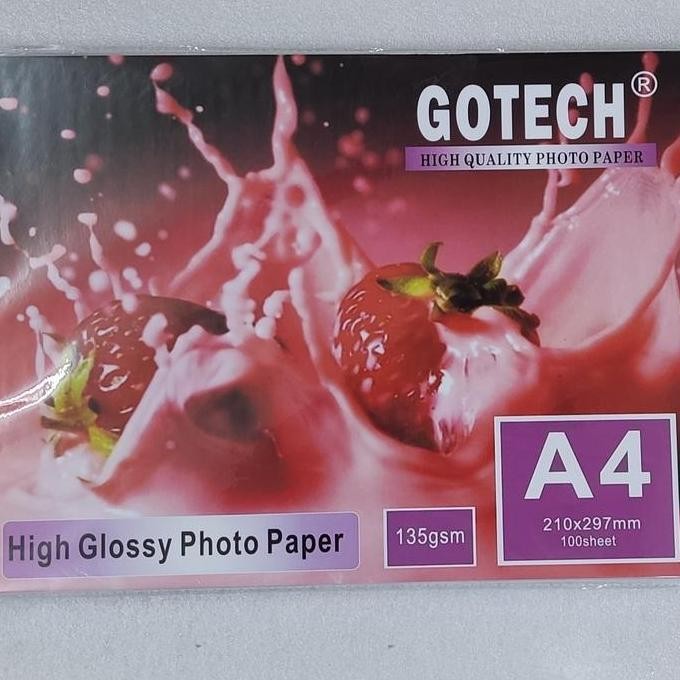 GOTECH®
HIGH QUALITY PHOTO PAPER
High Glossy Photo Paper
135gsm
A4
210x297mm
100sheet